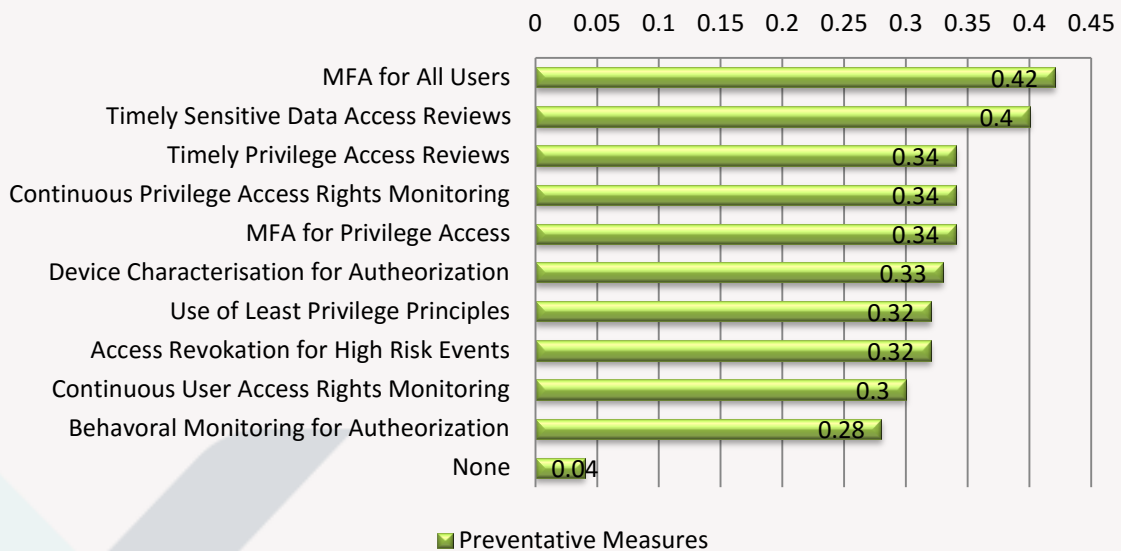 0 0.05 0.1 0.15 0.2 0.25 0.3 0.35 0.4 0.45
MFA for All Users 0.42
Timely Sensitive Data Access Reviews 0.4
Timely Privilege Access Reviews 0.34
Continuous Privilege Access Rights Monitoring 0.34
MFA for Privilege Access 0.34
Device Characterisation for Autheorization 0.33
Use of Least Privilege Principles 0.32
Access Revokation for High Risk Events 0.32
Continuous User Access Rights Monitoring 0.3
Behavoral Monitoring for Autheorization 0.28
None 0.04
Preventative Measures